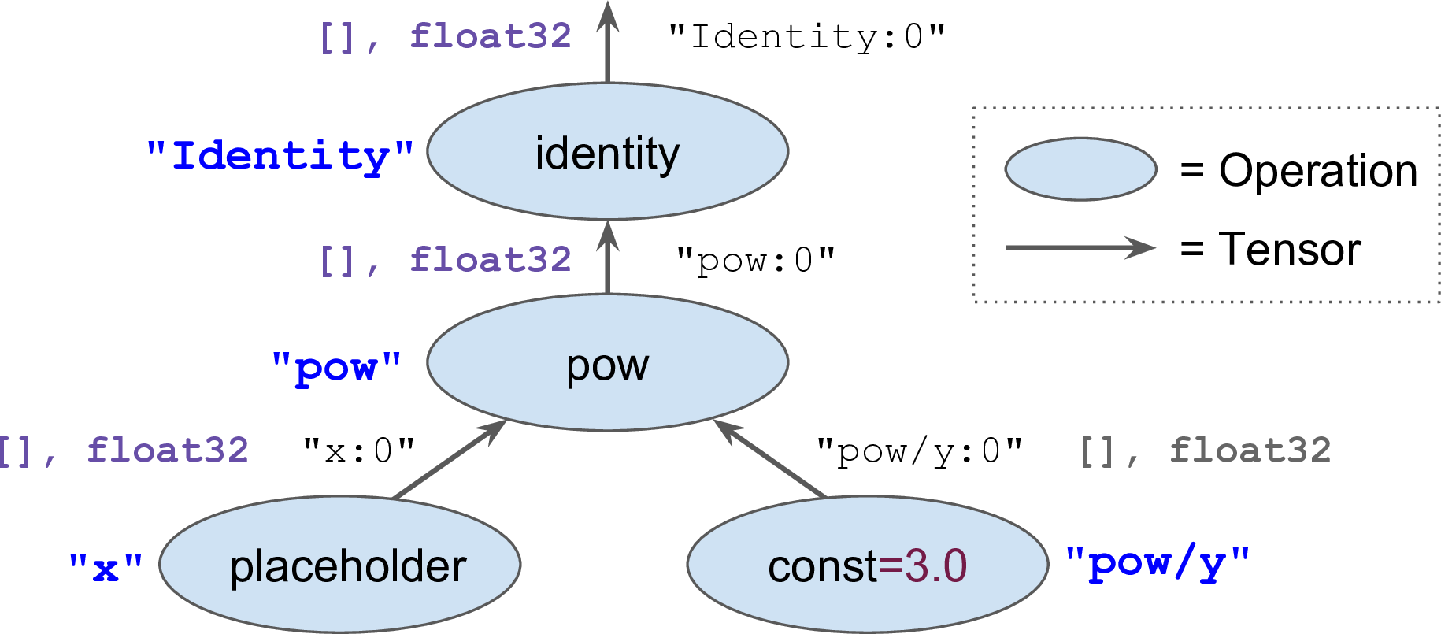 [], float32 "Identity:0"
"Identity" identity
= Operation
[], float32 "pow:0"
= Tensor
"pow" pow
[], float32 "x:0" "pow/y:0" [], float32
"x" placeholder const=3.0 "pow/y"